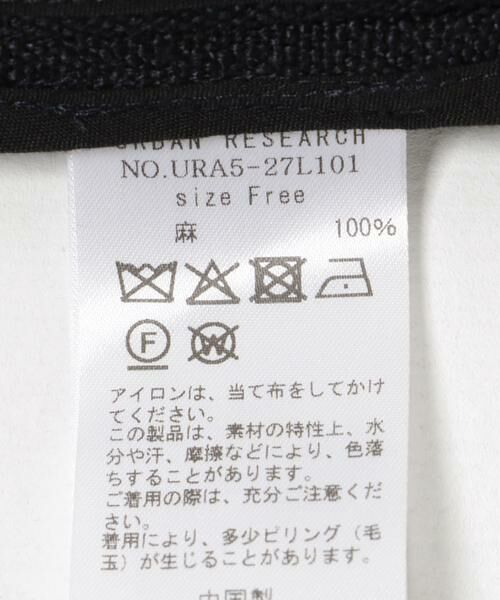 URBAN RESEARCH
NO.URA5-27L101
size Free
麻 100%
F W
アイロンは、当て布をしてかけ
てください。
この製品は、素材の特性上、水
分や汗、摩擦などにより、色落
ちすることがあります。
ご着用の際は、充分ご注意くだ
さい。
着用により、多少ピリング（毛
玉）が生じることがあります。
中国製